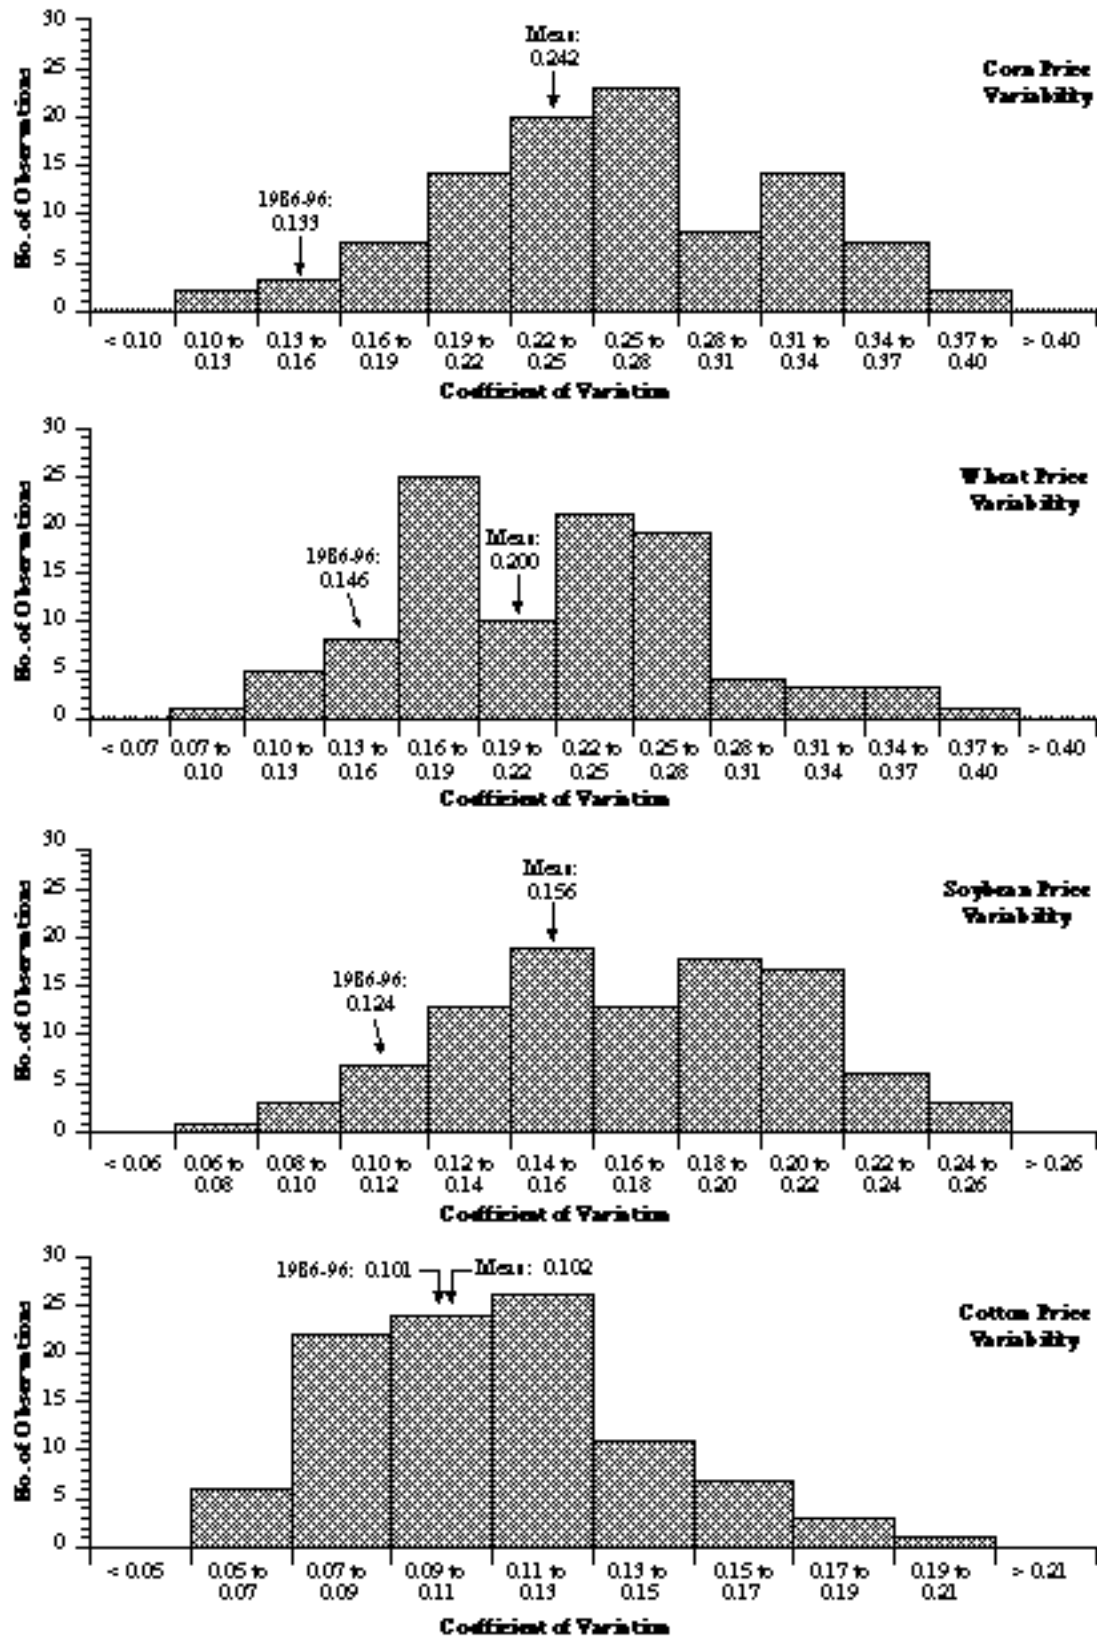 30
25
20
15
10
5
0
No. of Observations
Mean:
0.242
1986-96:
0.133
Corn Price
Variability
< 0.10 0.10 to 0.13 to 0.16 to 0.19 to 0.22 to 0.25 to 0.28 to 0.31 to 0.34 to 0.37 to > 0.40
0.13 0.16 0.19 0.22 0.25 0.28 0.31 0.34 0.37 0.40
Coefficient of Variation
30
25
20
15
10
5
0
No. of Observations
1986-96:
0.146
Mean:
0.200
Wheat Price
Variability
< 0.07 0.07 to 0.10 to 0.13 to 0.16 to 0.19 to 0.22 to 0.25 to 0.28 to 0.31 to 0.34 to 0.37 to > 0.40
0.10 0.13 0.16 0.19 0.22 0.25 0.28 0.31 0.34 0.37 0.40
Coefficient of Variation
30
25
20
15
10
5
0
No. of Observations
Mean:
0.156
1986-96:
0.124
Soybean Price
Variability
< 0.06 0.06 to 0.08 to 0.10 to 0.12 to 0.14 to 0.16 to 0.18 to 0.20 to 0.22 to 0.24 to > 0.26
0.08 0.10 0.12 0.14 0.16 0.18 0.20 0.22 0.24 0.26
Coefficient of Variation
30
25
20
15
10
5
0
No. of Observations
1986-96: 0.101 Mean: 0.102
Cotton Price
Variability
< 0.05 0.05 to 0.07 to 0.09 to 0.11 to 0.13 to 0.15 to 0.17 to 0.19 to > 0.21
0.07 0.09 0.11 0.13 0.15 0.17 0.19 0.21
Coefficient of Variation